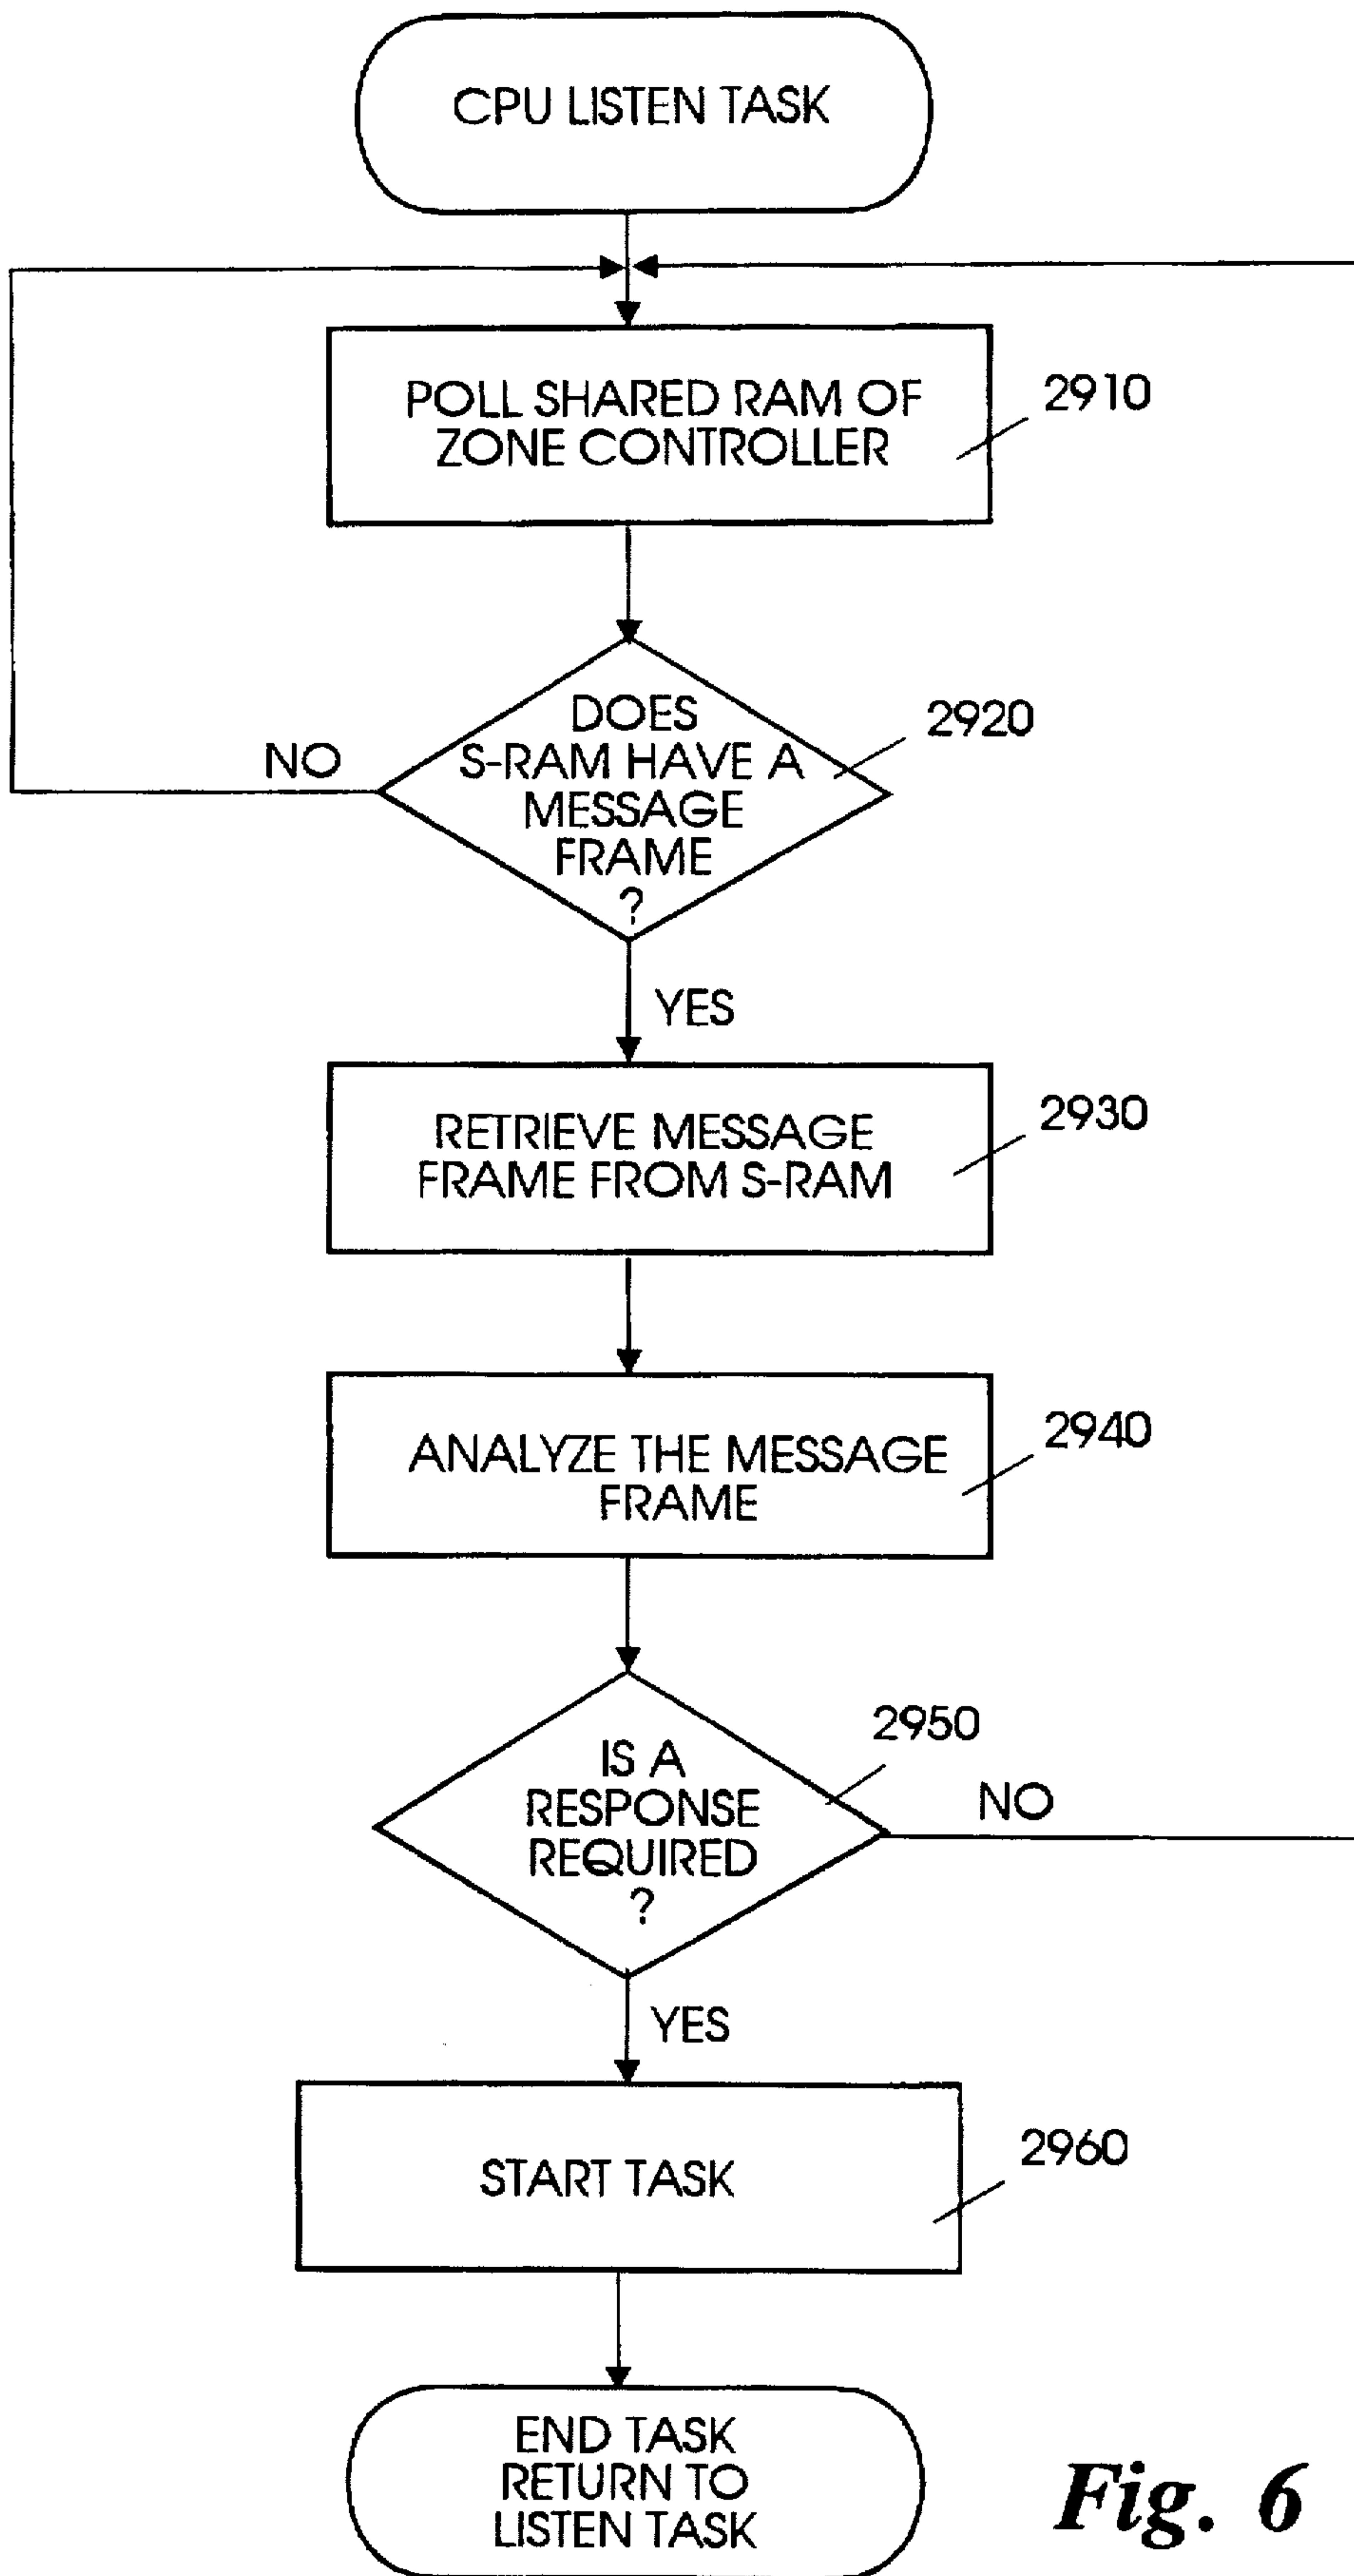 CPU LISTEN TASK
POLL SHARED RAM OF
ZONE CONTROLLER
2910
DOES
S-RAM HAVE A
MESSAGE
FRAME
?
2920
NO
YES
RETRIEVE MESSAGE
FRAME FROM S-RAM
2930
ANALYZE THE MESSAGE
FRAME
2940
IS A
RESPONSE
REQUIRED
?
2950
NO
YES
START TASK
2960
END TASK
RETURN TO
LISTEN TASK
Fig. 6